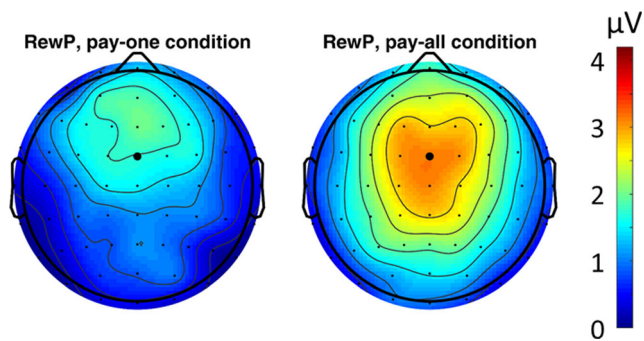 RewP, pay-one condition
RewP, pay-all condition
μV
4
3
2
1
0